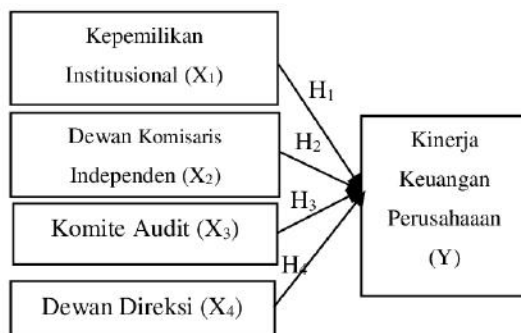 Kepemilikan
Institusional (X₁)
H₁
Dewan Komisaris
Independen (X₂)
H₂
Komite Audit (X₃)
H₃
Dewan Direksi (X₄)
H₄
Kinerja
Keuangan
Perusahaaan
(Y)